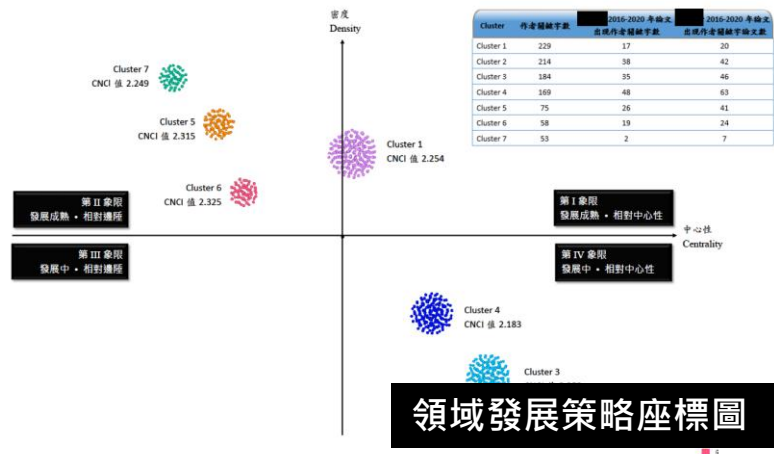 密度
Density
Cluster 作者關鍵字數 2016-2020 年論文出現作者關鍵字數 2016-2020 年論文出現作者關鍵字論文數
Cluster 1 229 17 20
Cluster 2 214 38 42
Cluster 3 184 35 46
Cluster 4 169 48 63
Cluster 5 75 26 41
Cluster 6 58 19 24
Cluster 7 53 2 7
Cluster 7
CNCI 值 2.249
Cluster 5
CNCI 值 2.315
Cluster 1
CNCI 值 2.254
Cluster 6
CNCI 值 2.325
第 II 象限
發展成熟・相對邊陲
第 I 象限
發展成熟・相對中心性
中心性
Centrality
第 III 象限
發展中・相對邊陲
第 IV 象限
發展中・相對中心性
Cluster 4
CNCI 值 2.183
Cluster 3
領域發展策略座標圖